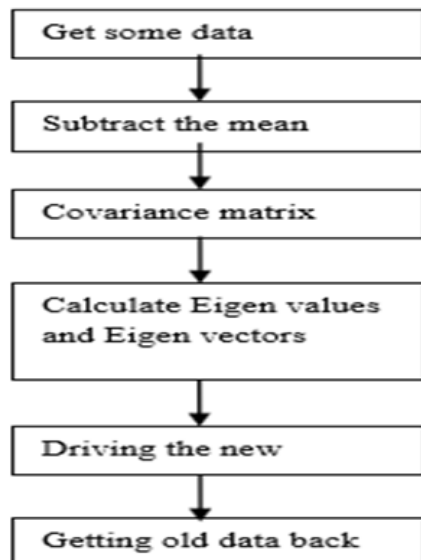 Get some data
Subtract the mean
Covariance matrix
Calculate Eigen values
and Eigen vectors
Driving the new
Getting old data back